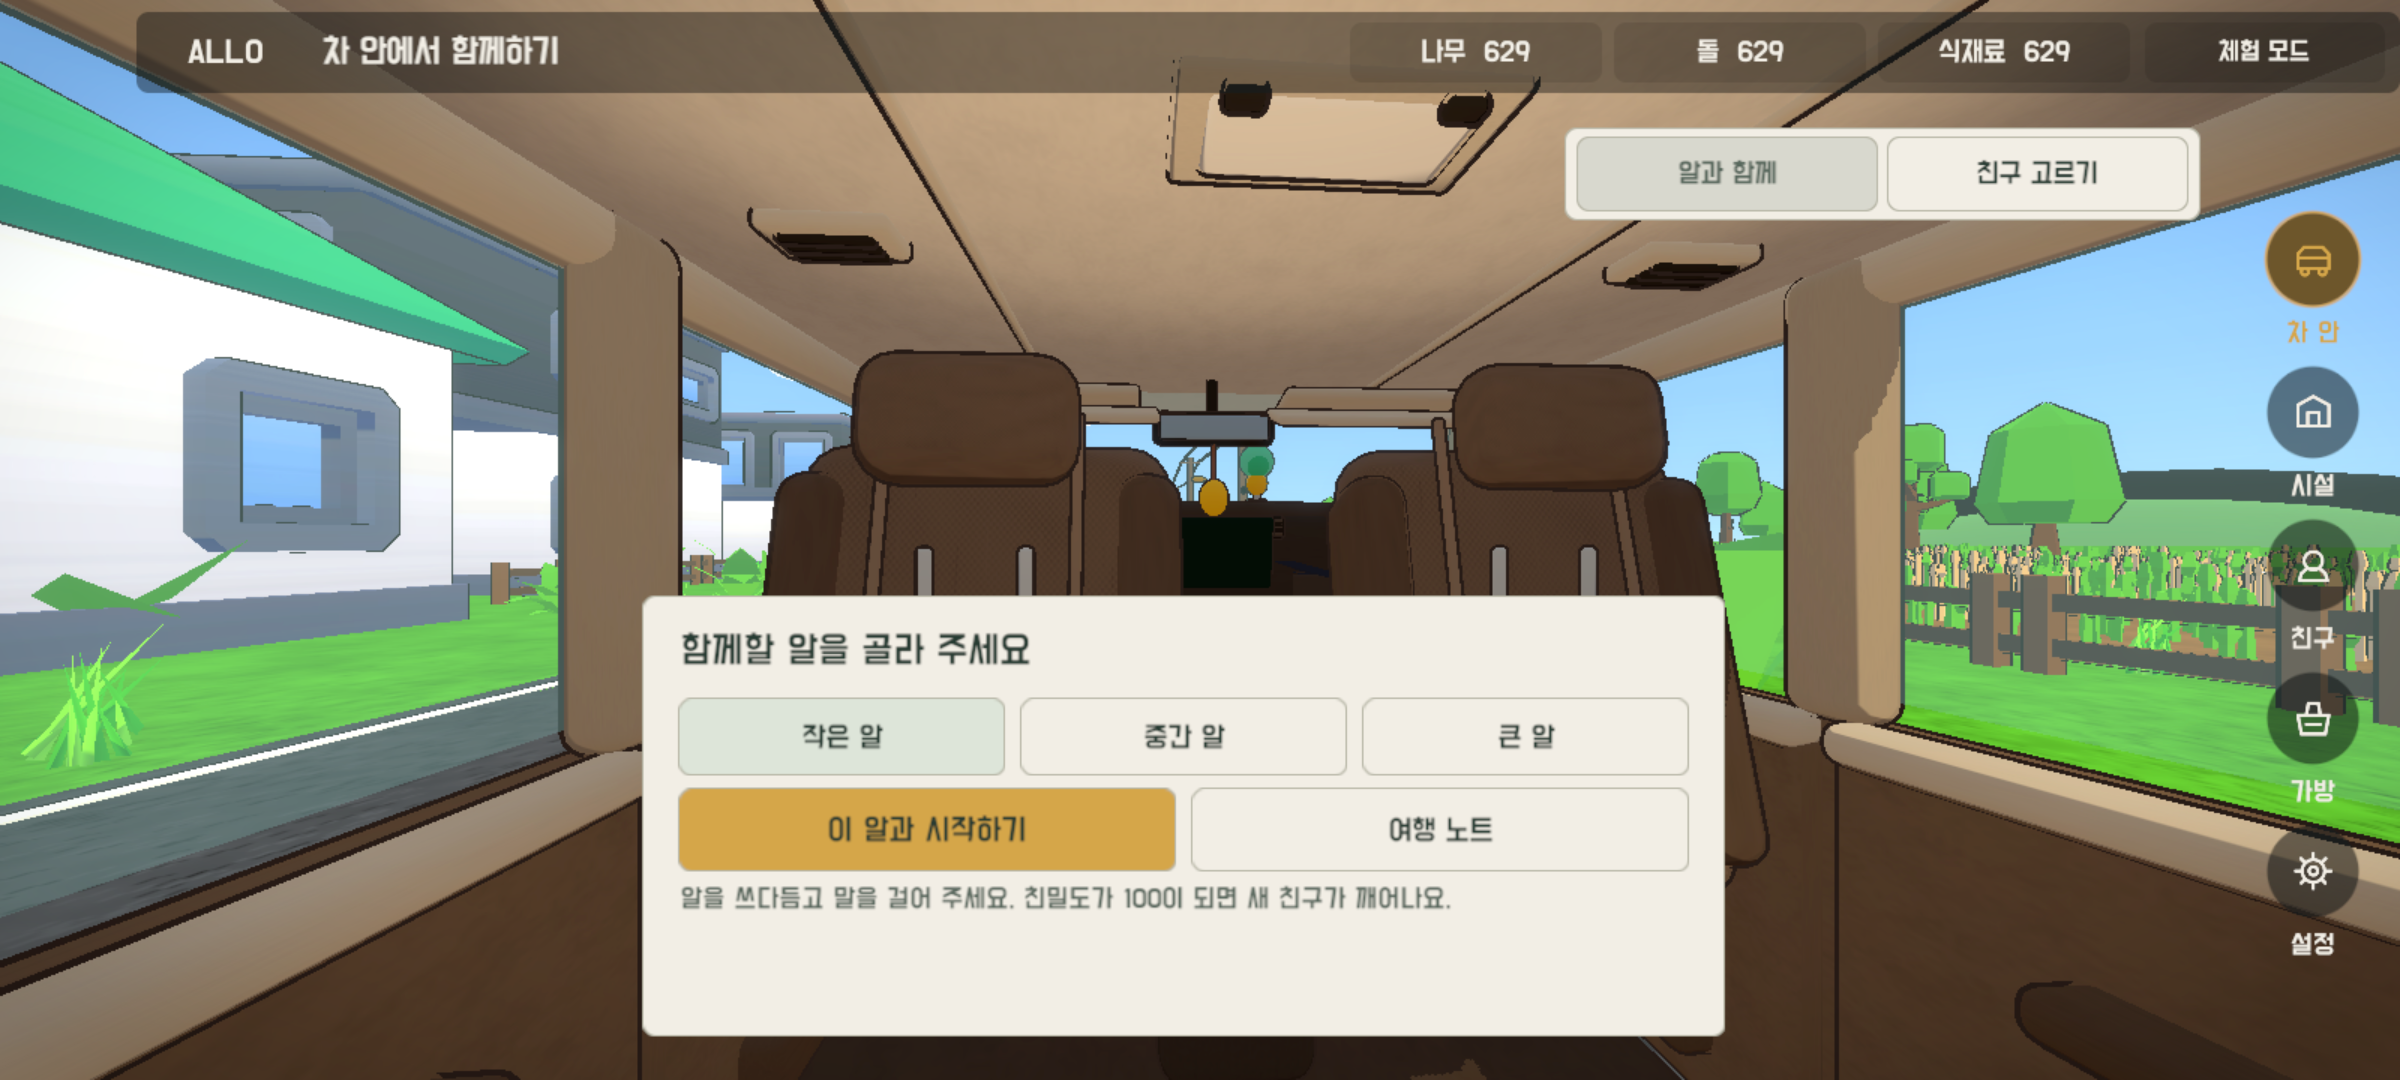 ALLO 차 안에서 함께하기 나무 629 돌 629 식재료 629 체험 모드
알과 함께 친구 고르기
차 안
시설
친구
가방
설정
함께할 알을 골라 주세요
작은 알 중간 알 큰 알
이 알과 시작하기 여행 노트
알을 쓰다듬고 말을 걸어 주세요. 친밀도가 100이 되면 새 친구가 깨어나요.